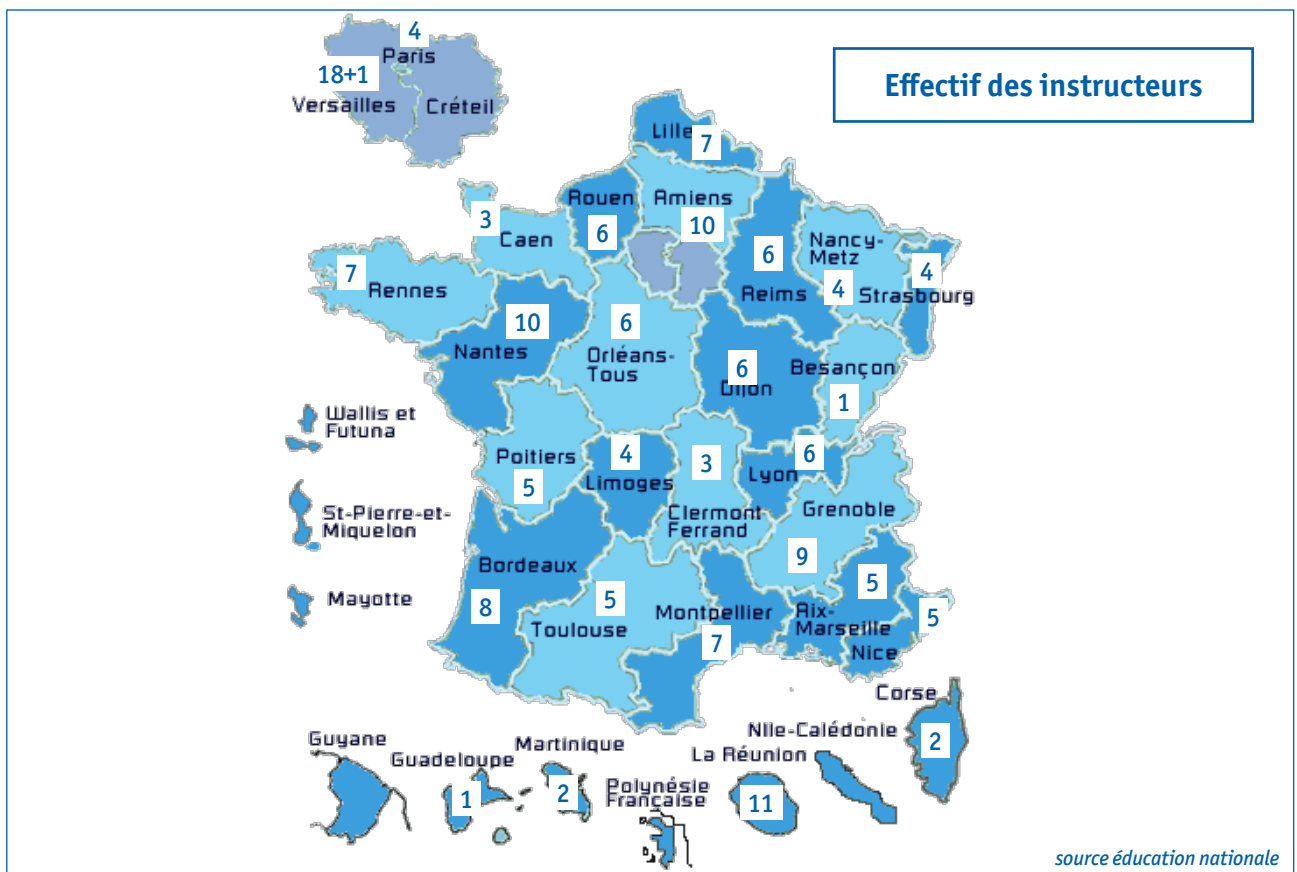 Effectif des instructeurs
4
Paris
18+1
Versailles
Créteil
Lille
7
Rouen
6
Amiens
10
3
Caen
7
Rennes
6
Reims
Nancy-
Metz
4
4
Strasbourg
10
Nantes
6
Orléans-
Tous
6
Dijon
Besançon
1
Wallis et
Futuna
Poitiers
5
4
Limoges
3
Clermont-
Ferrand
6
Lyon
Grenoble
9
St-Pierre-et-
Miquelon
Bordeaux
8
5
Toulouse
Montpellier
7
5
Aix-
Marseille
5
Nice
Mayotte
Corse
2
Guyane
Guadeloupe
1
Martinique
2
Polynésie
Française
La Réunion
11
Nlle-Calédonie
source éducation nationale